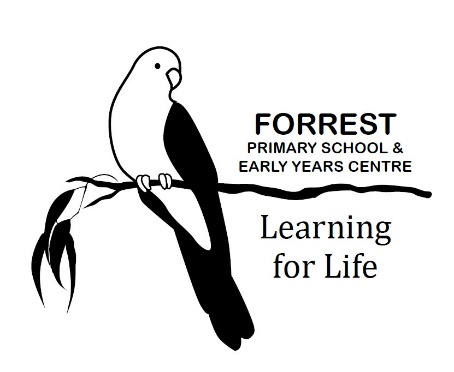 FORREST
PRIMARY SCHOOL &
EARLY YEARS CENTRE
Learning
for Life